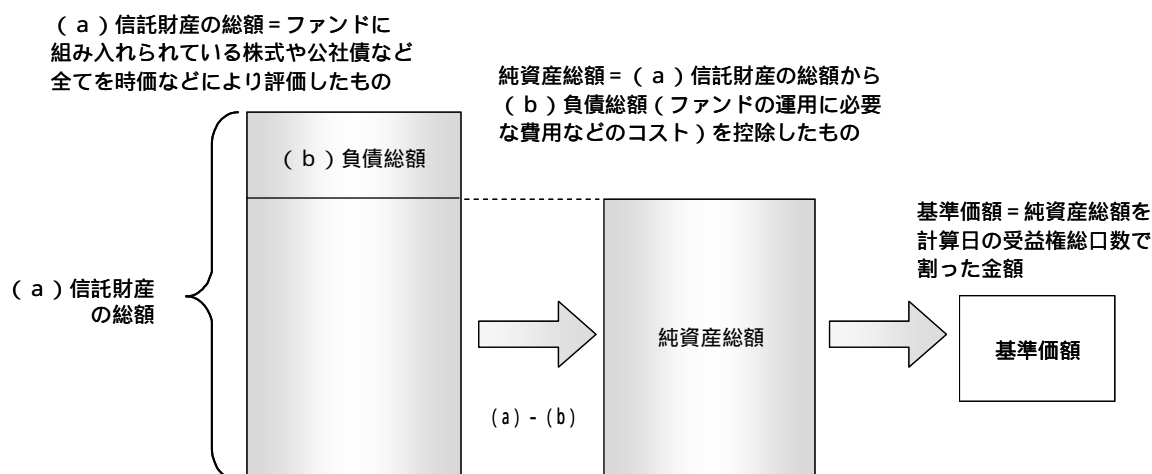 (a)信託財産の総額=ファンドに
組み入れられている株式や公社債など
全てを時価などにより評価したもの
純資産総額=(a)信託財産の総額から
(b)負債総額(ファンドの運用に必要
な費用などのコスト)を控除したもの
(b)負債総額
基準価額=純資産総額を
計算日の受益権総口数で
割った金額
(a)信託財産
の総額
純資産総額
基準価額
(a)-(b)